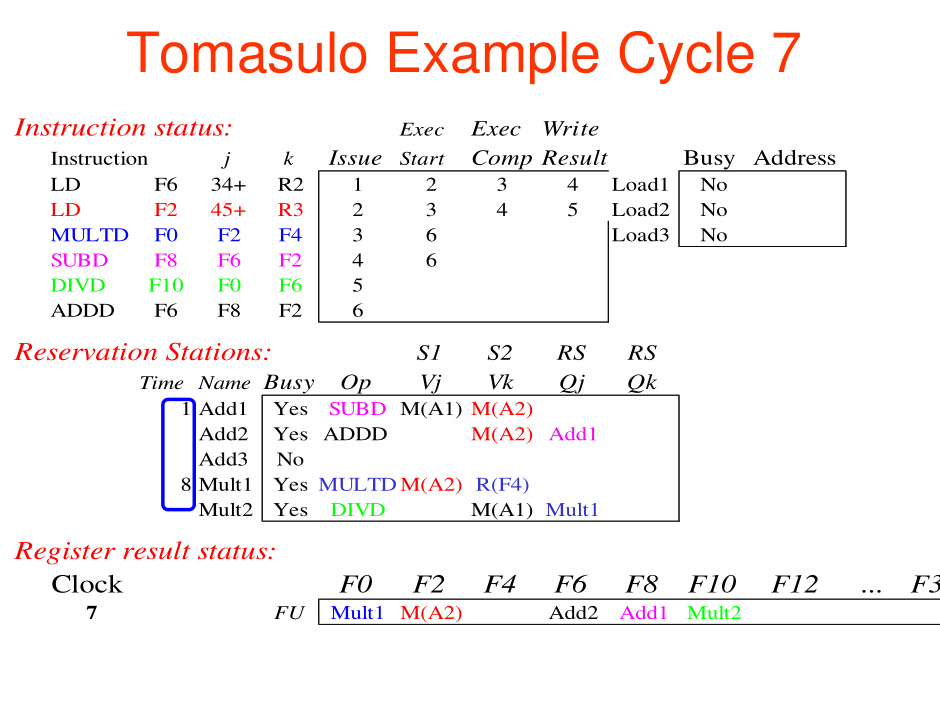 Tomasulo Example Cycle 7
Instruction status: Exec Exec Write
Instruction j k Issue Start Comp Result Busy Address
LD F6 34+ R2 1 2 3 4 Load1 No
LD F2 45+ R3 2 3 4 5 Load2 No
MULTD F0 F2 F4 3 6 Load3 No
SUBD F8 F6 F2 4 6
DIVD F10 F0 F6 5
ADDD F6 F8 F2 6
Reservation Stations: S1 S2 RS RS
Time Name Busy Op Vj Vk Qj Qk
1 Add1 Yes SUBD M(A1) M(A2)
Add2 Yes ADDD M(A2) Add1
Add3 No
8 Mult1 Yes MULTD M(A2) R(F4)
Mult2 Yes DIVD M(A1) Mult1
Register result status:
Clock F0 F2 F4 F6 F8 F10 F12 ... F3
7 FU Mult1 M(A2) Add2 Add1 Mult2